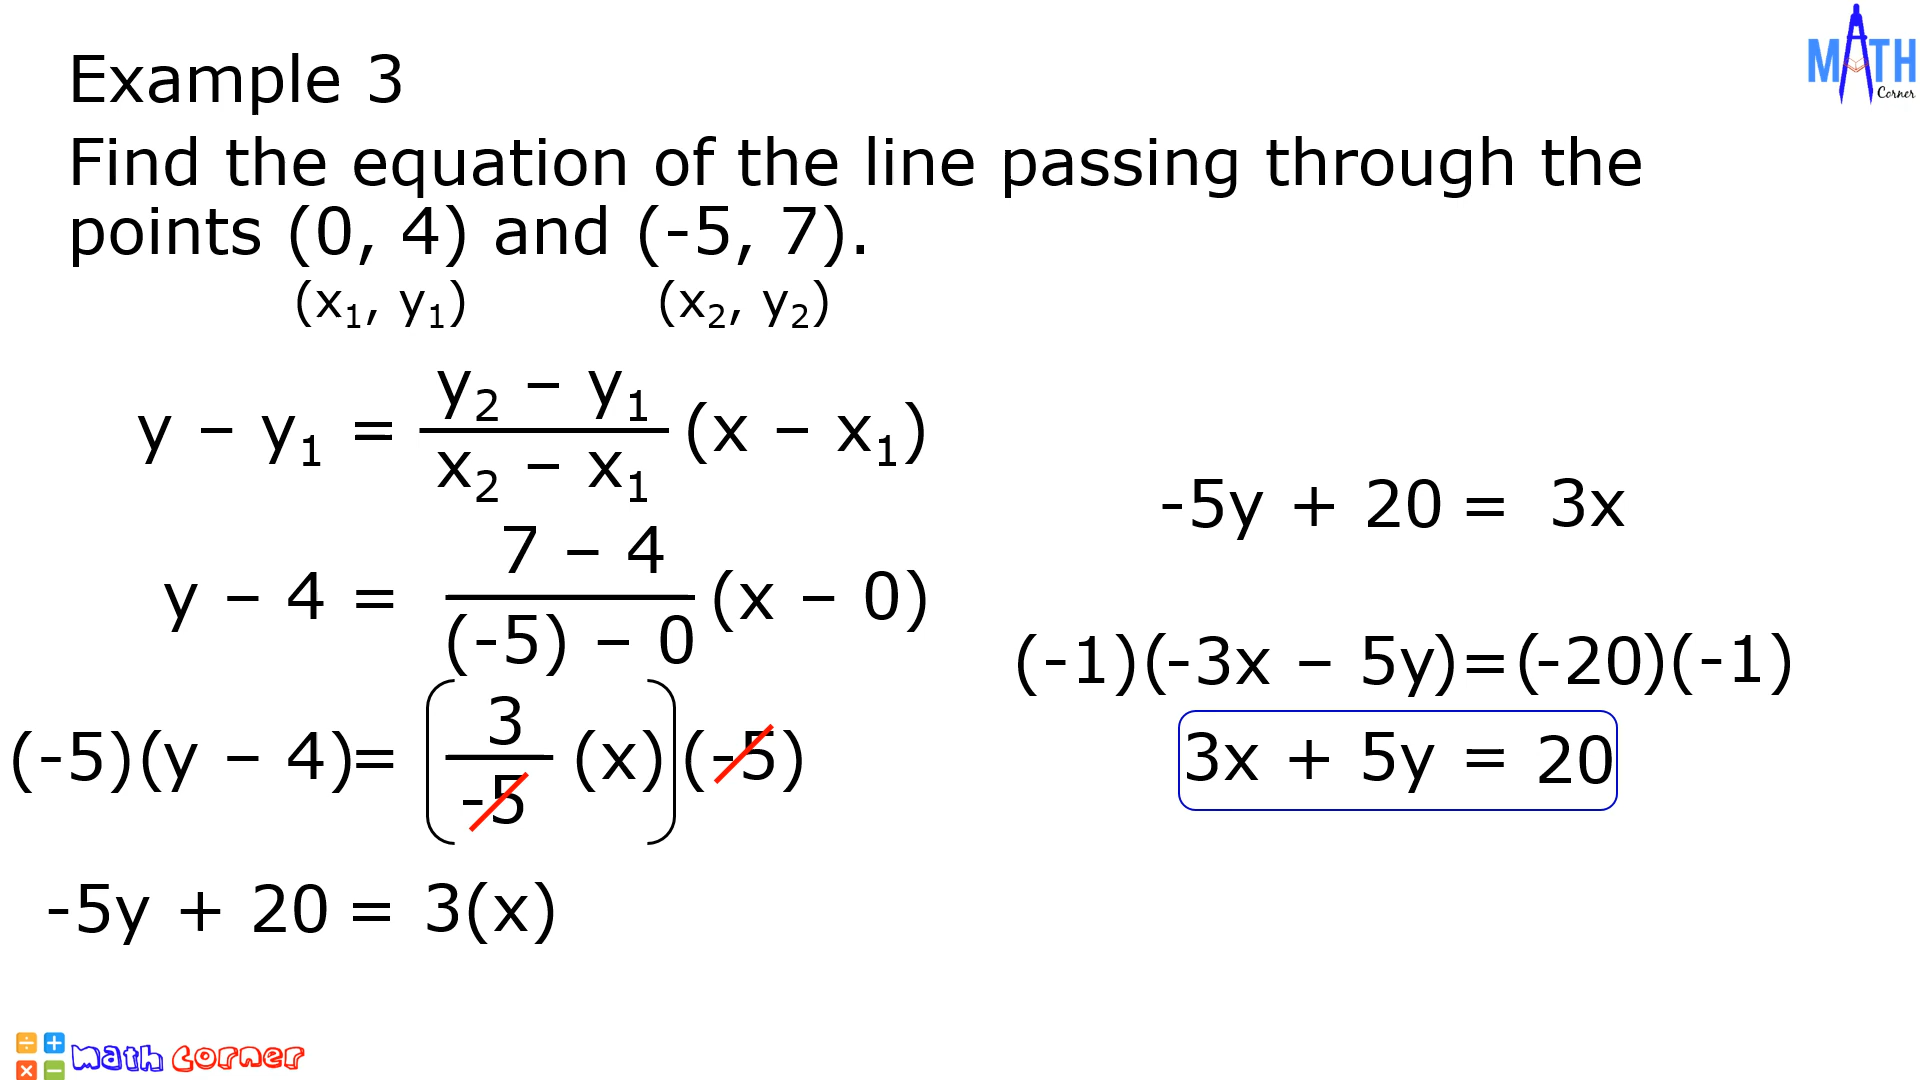 MATH
Corner
Example 3
Find the equation of the line passing through the
points (0, 4) and (-5, 7).
(x₁, y₁) (x₂, y₂)
y – y₁ = y₂ – y₁ / x₂ – x₁ (x – x₁)
y – 4 = 7 – 4 / (-5) – 0 (x – 0)
(-5)(y – 4)= (3 / -5 (x))(-5)
-5y + 20 = 3(x)
-5y + 20 = 3x
(-1)(-3x – 5y)=(-20)(-1)
3x + 5y = 20
÷ + × − math corner